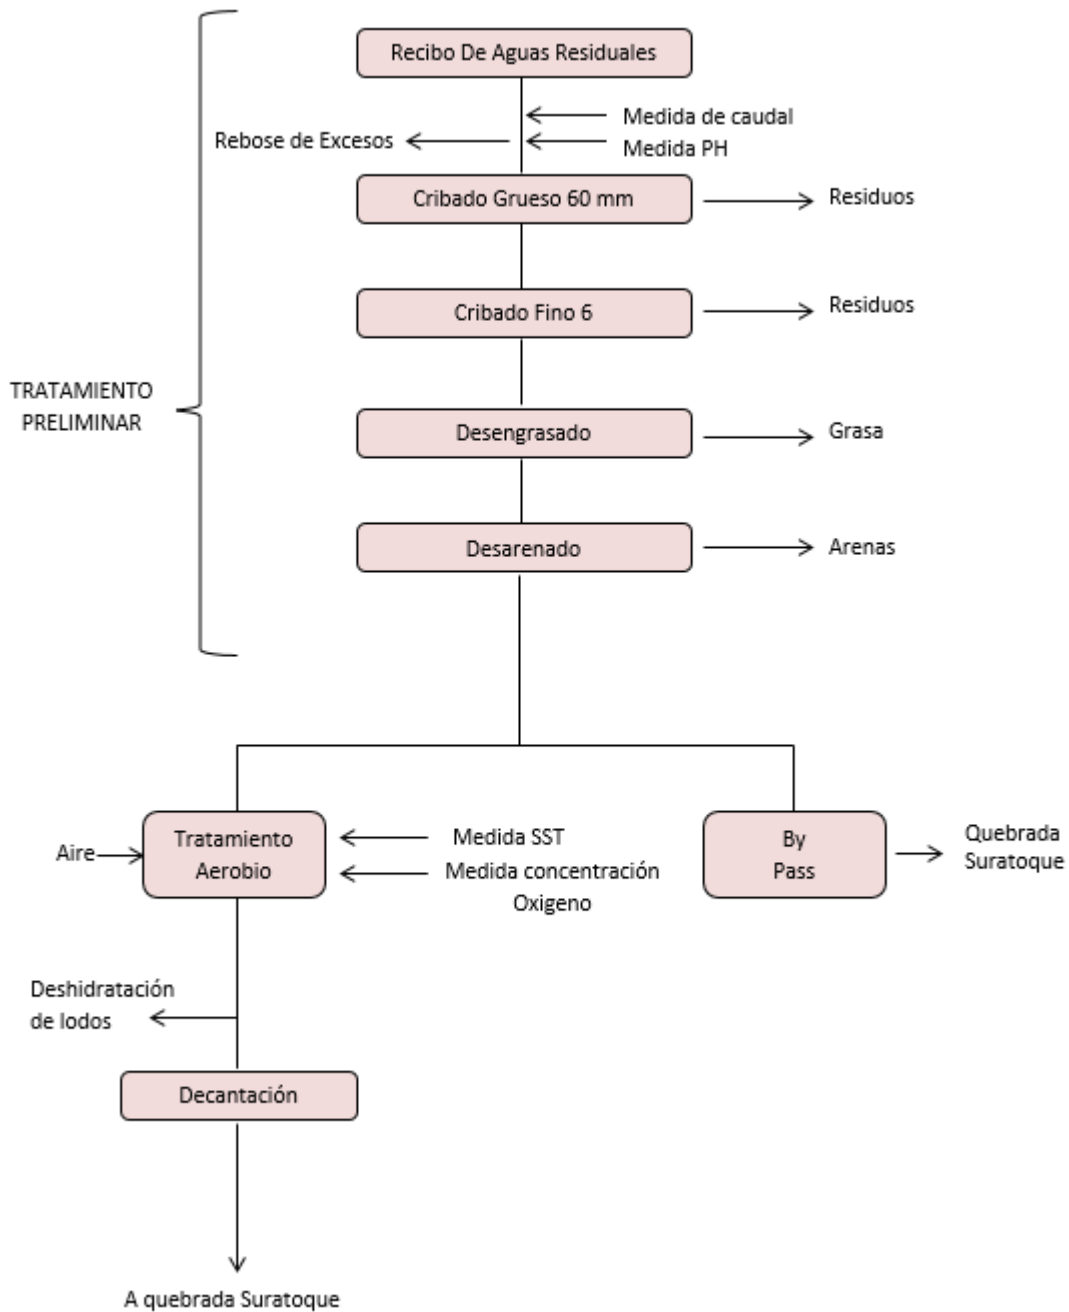 Recibo De Aguas Residuales
Medida de caudal
Rebose de Excesos
Medida PH
Cribado Grueso 60 mm
Residuos
Cribado Fino 6
Residuos
TRATAMIENTO
PRELIMINAR
Desengrasado
Grasa
Desarenado
Arenas
Aire
Tratamiento
Aerobio
Medida SST
Medida concentración
Oxigeno
By
Pass
Quebrada
Suratoque
Deshidratación
de lodos
Decantación
A quebrada Suratoque